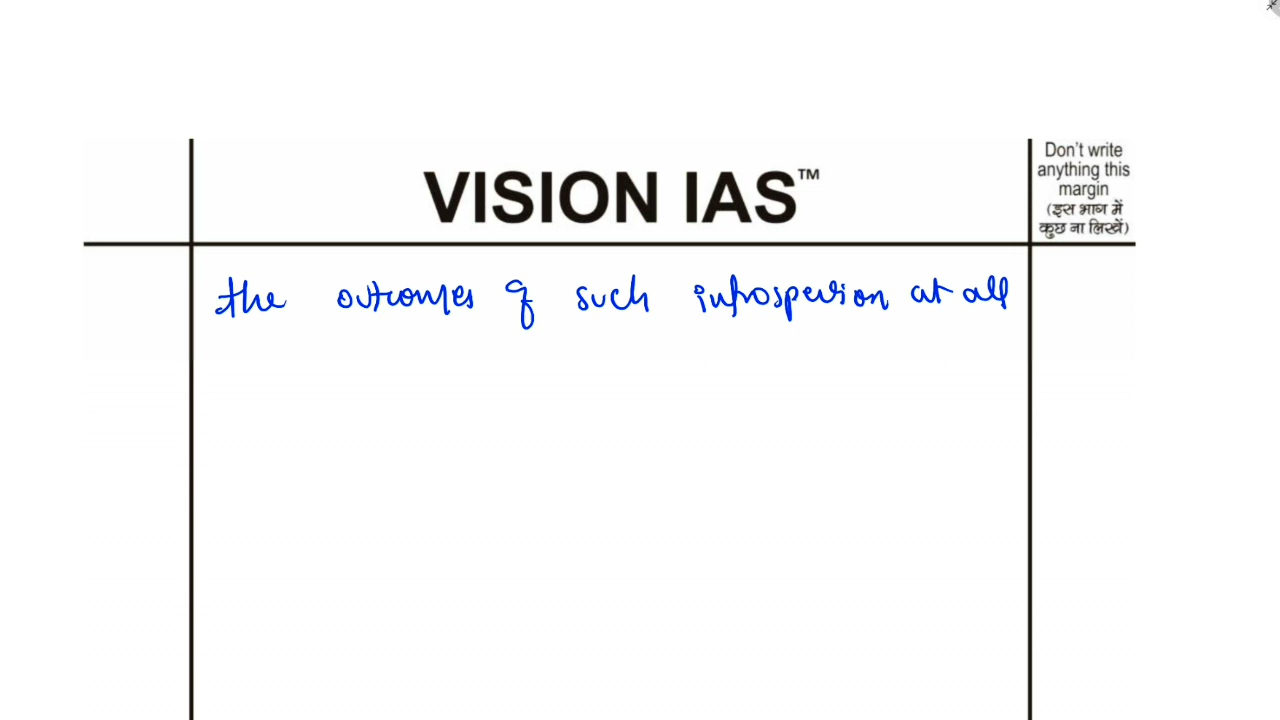 VISION IAS™
Don't write
anything this
margin
(इस भाग में
कुछ ना लिखें)
the outcomes of such introspection at all